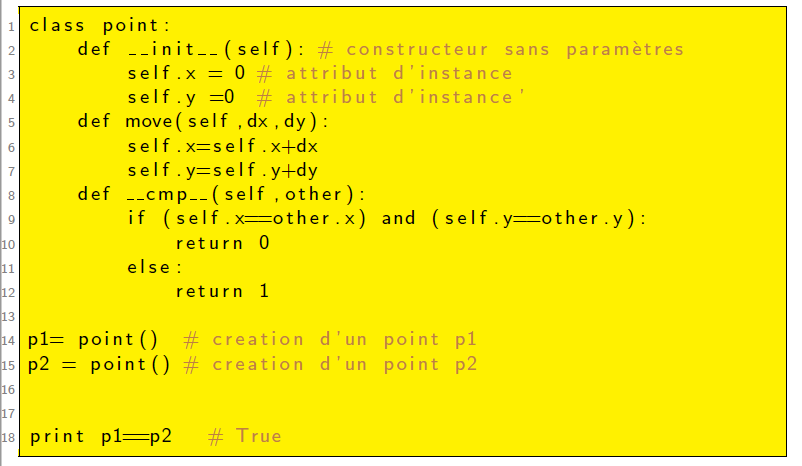 1 class point:
2 def __init__(self): # constructeur sans paramètres
3 self.x = 0 # attribut d'instance
4 self.y =0 # attribut d'instance'
5 def move(self,dx,dy):
6 self.x=self.x+dx
7 self.y=self.y+dy
8 def __cmp__(self,other):
9 if (self.x==other.x) and (self.y==other.y):
10 return 0
11 else:
12 return 1
13
14 p1= point() # creation d'un point p1
15 p2 = point() # creation d'un point p2
16
17
18 print p1==p2 # True